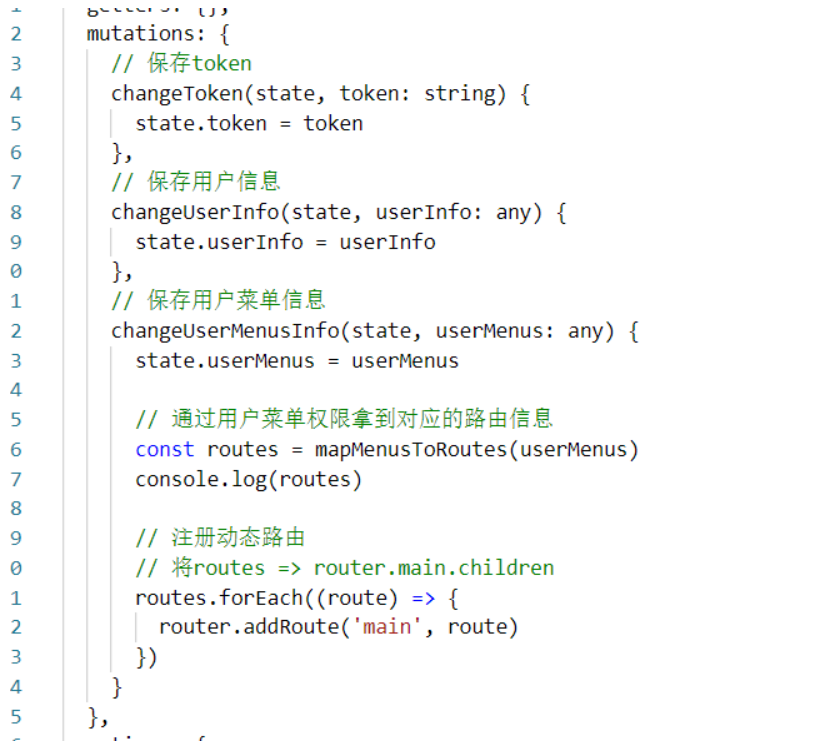 1 getters: {},
2 mutations: {
3 // 保存token
4 changeToken(state, token: string) {
5 state.token = token
6 },
7 // 保存用户信息
8 changeUserInfo(state, userInfo: any) {
9 state.userInfo = userInfo
0 },
1 // 保存用户菜单信息
2 changeUserMenusInfo(state, userMenus: any) {
3 state.userMenus = userMenus
4
5 // 通过用户菜单权限拿到对应的路由信息
6 const routes = mapMenusToRoutes(userMenus)
7 console.log(routes)
8
9 // 注册动态路由
0 // 将routes => router.main.children
1 routes.forEach((route) => {
2 router.addRoute('main', route)
3 })
4 }
5 },